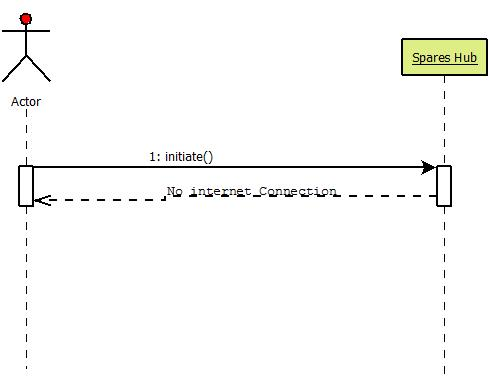 Spares Hub
Actor
1: initiate()
No internet Connection